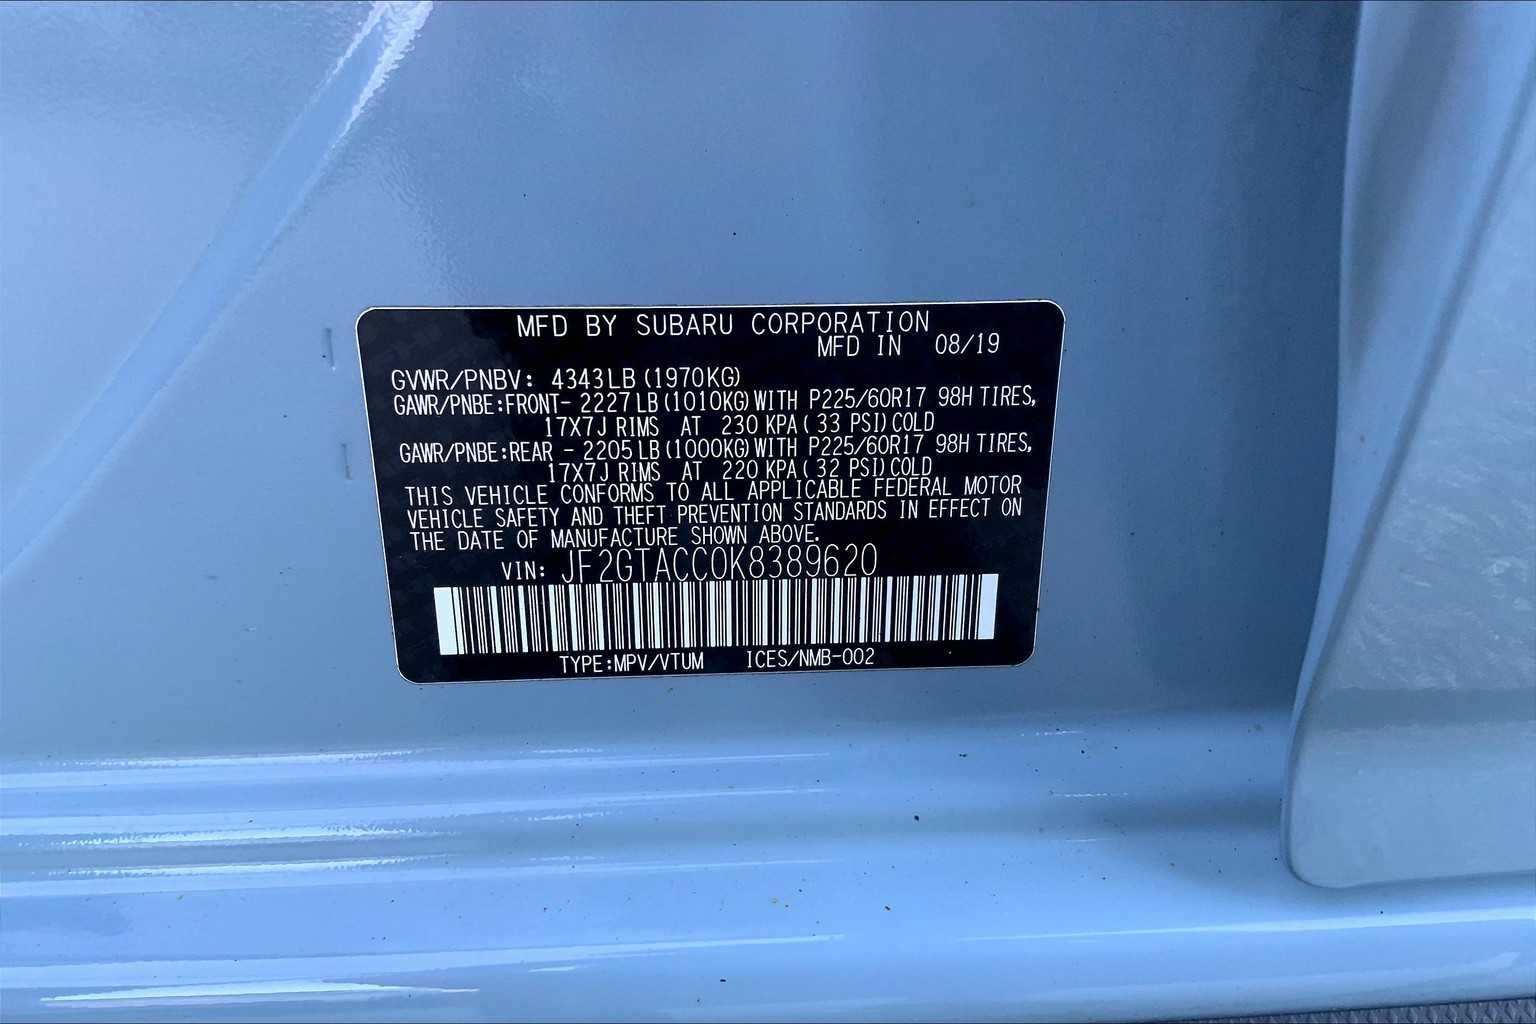 MFD BY SUBARU CORPORATION
MFD IN 08/19
GVWR/PNBV: 4343LB (1970KG)
GAWR/PNBE:FRONT- 2227LB (1010KG) WITH P225/60R17 98H TIRES,
17X7J RIMS AT 230 KPA ( 33 PSI) COLD
GAWR/PNBE:REAR - 2205LB (1000KG) WITH P225/60R17 98H TIRES,
17X7J RIMS AT 220 KPA ( 32 PSI) COLD
THIS VEHICLE CONFORMS TO ALL APPLICABLE FEDERAL MOTOR
VEHICLE SAFETY AND THEFT PREVENTION STANDARDS IN EFFECT ON
THE DATE OF MANUFACTURE SHOWN ABOVE.
VIN: JF2GTACC0K8389620
TYPE:MPV/VTUM ICES/NMB-002